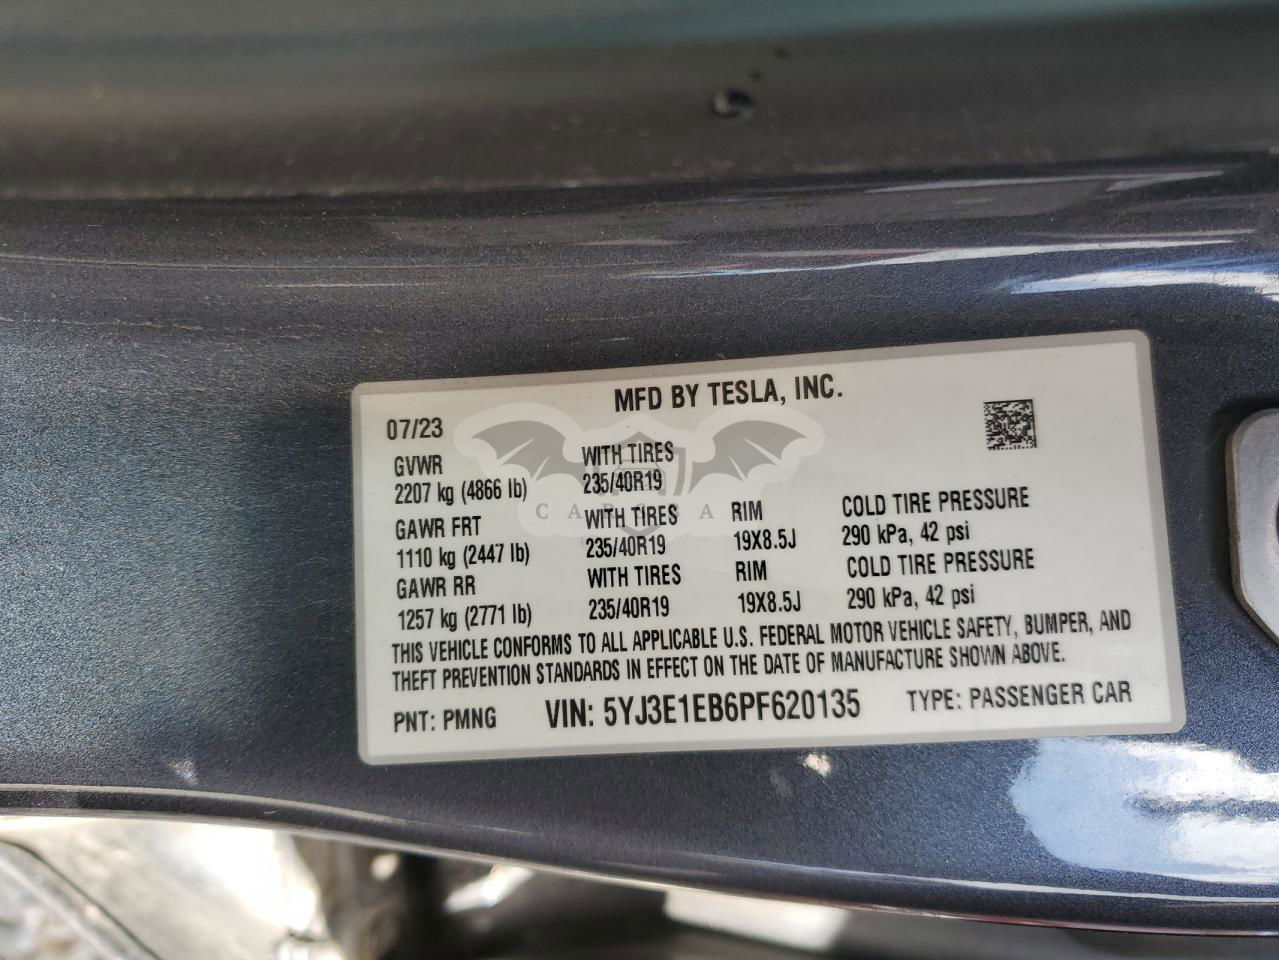 MFD BY TESLA, INC.
07/23
GVWR WITH TIRES
2207 kg (4866 lb) 235/40R19
GAWR FRT WITH TIRES RIM COLD TIRE PRESSURE
1110 kg (2447 lb) 235/40R19 19X8.5J 290 kPa, 42 psi
GAWR RR WITH TIRES RIM COLD TIRE PRESSURE
1257 kg (2771 lb) 235/40R19 19X8.5J 290 kPa, 42 psi
THIS VEHICLE CONFORMS TO ALL APPLICABLE U.S. FEDERAL MOTOR VEHICLE SAFETY, BUMPER, AND
THEFT PREVENTION STANDARDS IN EFFECT ON THE DATE OF MANUFACTURE SHOWN ABOVE.
PNT: PMNG VIN: 5YJ3E1EB6PF620135 TYPE: PASSENGER CAR